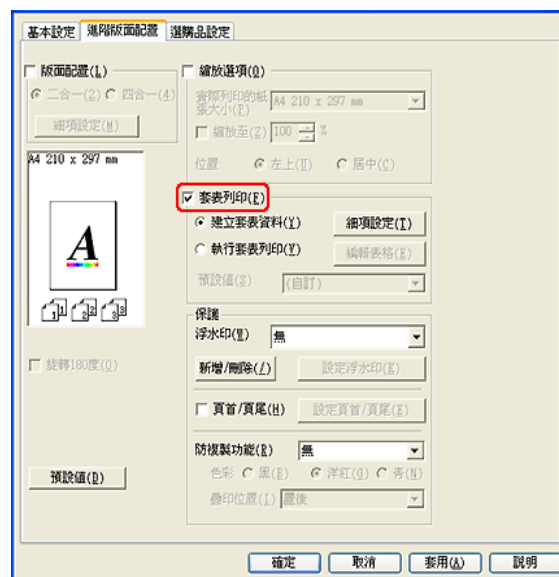 基本設定 進階版面配置 選購品設定
版面配置(L)
二合一(2) 四合一(4)
細項設定(M)
A4 210 x 297 mm
A
1 1 2 2 3 3
旋轉180度(O)
預設值(D)
縮放選項(O)
實際列印的紙張大小(P) A4 210 x 297 mm
縮放至(Z) 100 %
位置 左上(U) 居中(C)
套表列印(F)
建立套表資料(Y) 細項設定(T)
執行套表列印(Y) 編輯表格(E)
預設值(S) (自訂)
保護
浮水印(W) 無
新增/刪除(/) 設定浮水印(K)
頁首/頁尾(H) 設定頁首/頁尾(E)
防複製功能(R) 無
色彩 黑(B) 洋紅(G) 青(N)
疊印位置(I) 置後
確定 取消 套用(A) 說明